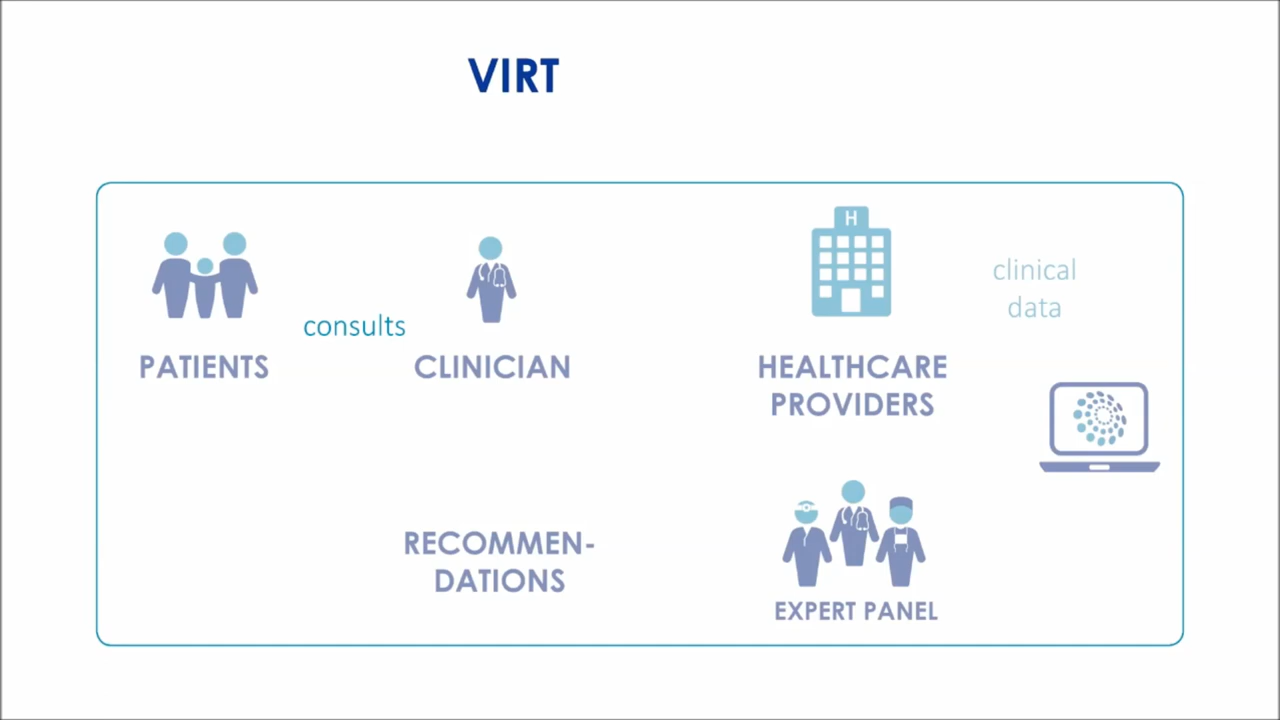 VIRT
H
clinical
data
consults
PATIENTS
CLINICIAN
HEALTHCARE
PROVIDERS
RECOMMEN-
DATIONS
EXPERT PANEL